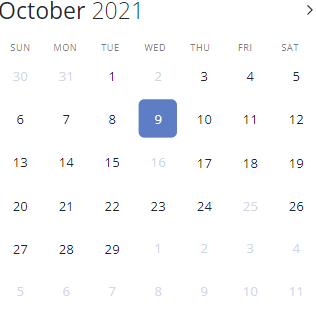 October 2021
SUN MON TUE WED THU FRI SAT
30 31 1 2 3 4 5
6 7 8 9 10 11 12
13 14 15 16 17 18 19
20 21 22 23 24 25 26
27 28 29 1 2 3 4
5 6 7 8 9 10 11